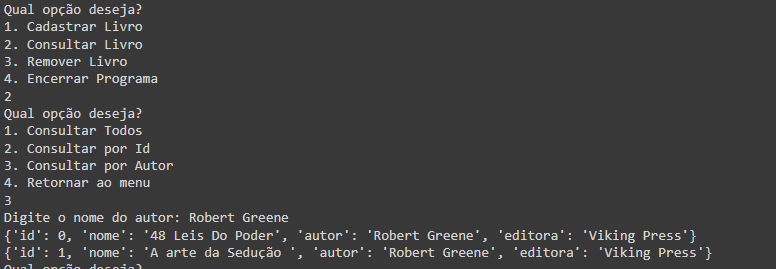 Qual opção deseja?
1. Cadastrar Livro
2. Consultar Livro
3. Remover Livro
4. Encerrar Programa
2
Qual opção deseja?
1. Consultar Todos
2. Consultar por Id
3. Consultar por Autor
4. Retornar ao menu
3
Digite o nome do autor: Robert Greene
{'id': 0, 'nome': '48 Leis Do Poder', 'autor': 'Robert Greene', 'editora': 'Viking Press'}
{'id': 1, 'nome': 'A arte da Sedução ', 'autor': 'Robert Greene', 'editora': 'Viking Press'}
Qual opção deseja?